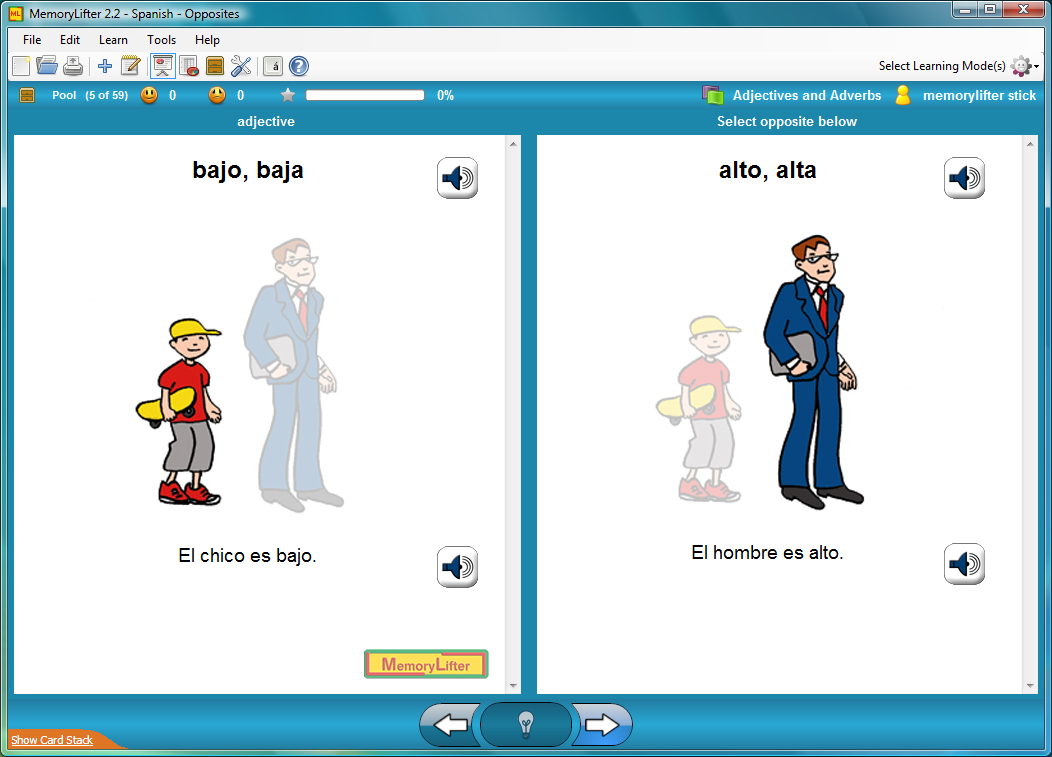 ML MemoryLifter 2.2 - Spanish - Opposites
File Edit Learn Tools Help
á ? Select Learning Mode(s)
Pool (5 of 59) 0 0 0% Adjectives and Adverbs memorylifter stick
adjective
Select opposite below
bajo, baja
El chico es bajo.
MemoryLifter
alto, alta
El hombre es alto.
Show Card Stack